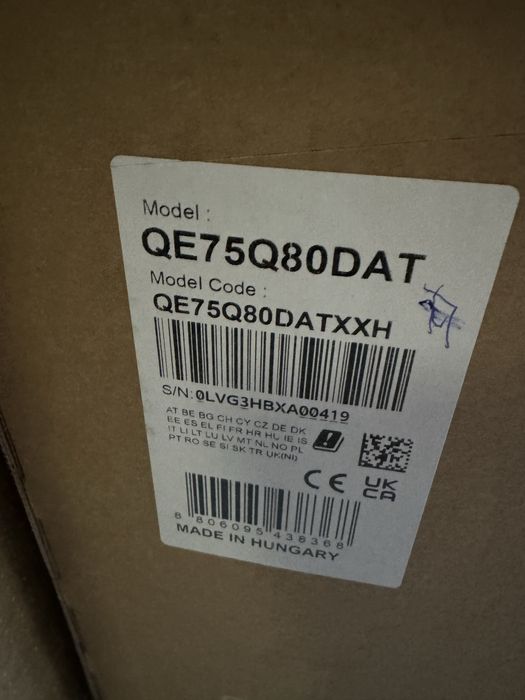 Model :
QE75Q80DAT
Model Code :
QE75Q80DATXXH
S/N:0LVG3HBXA00419
AT BE BG CH CY CZ DE DK
EE ES EL FI FR HR HU IE IS
IT LI LT LU LV MT NL NO PL
PT RO SE SI SK TR UK(NI)
CE UK
CA
8 806095 438368
MADE IN HUNGARY